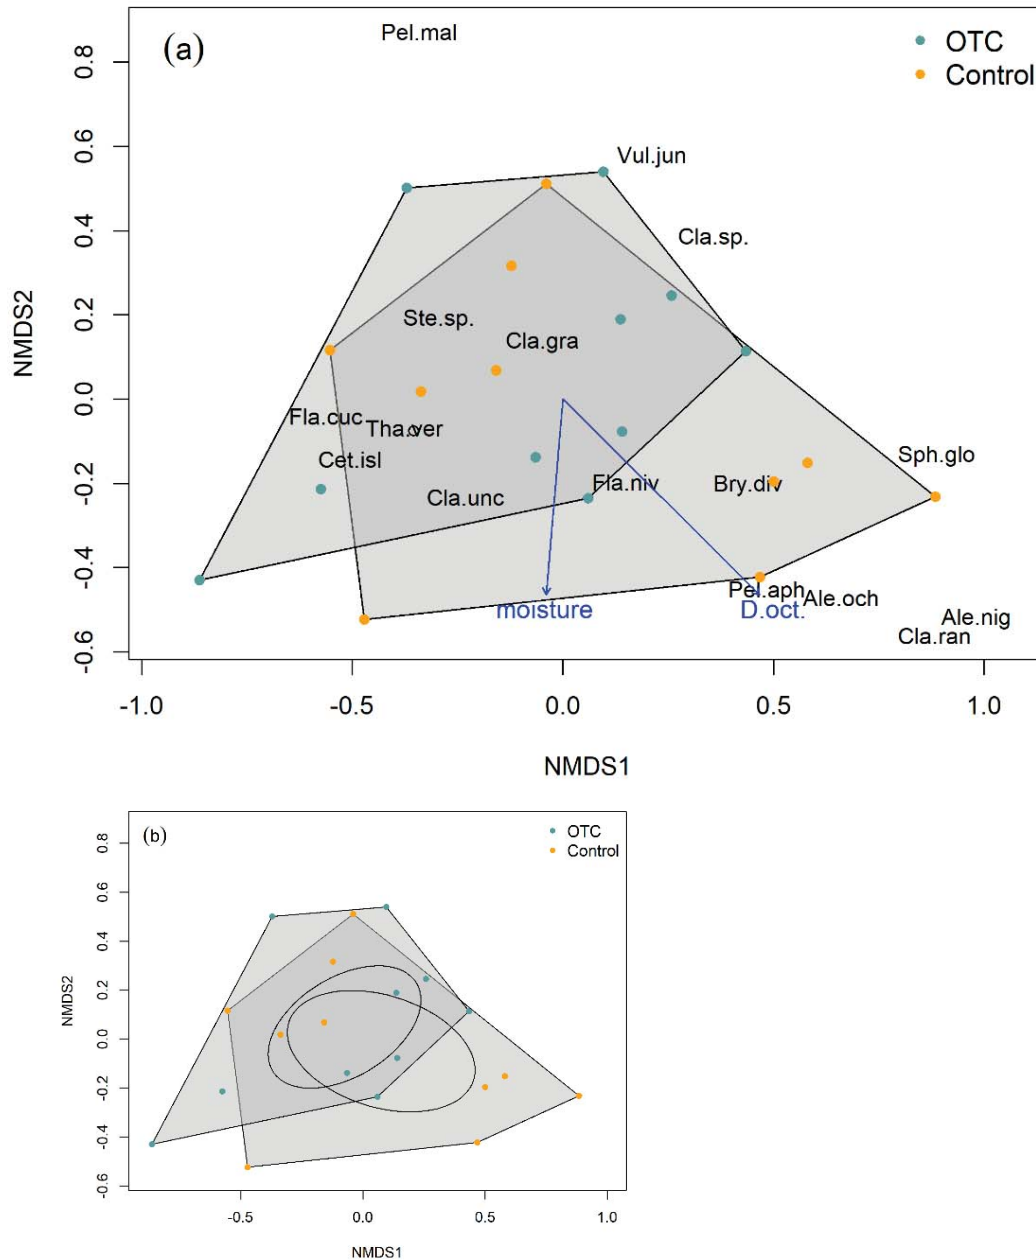 Pel.mal
(a)
OTC
Control
0.8
Vul.jun
0.6
Cla.sp.
0.4
Ste.sp.
Cla.gra
0.2
NMDS2
0.0
Fla.cuc
Tha.ver
Cet.isl
Sph.glo
Cla.unc
Fla.niv
Bry.div
-0.2
-0.4
Pel.aph
Ale.och
moisture
D.oct.
Ale.nig
Cla.ran
-0.6
-1.0 -0.5 0.0 0.5 1.0
NMDS1
(b)
OTC
Control
0.8
0.6
0.4
0.2
NMDS2
0.0
-0.2
-0.4
-0.6
-0.5 0.0 0.5 1.0
NMDS1